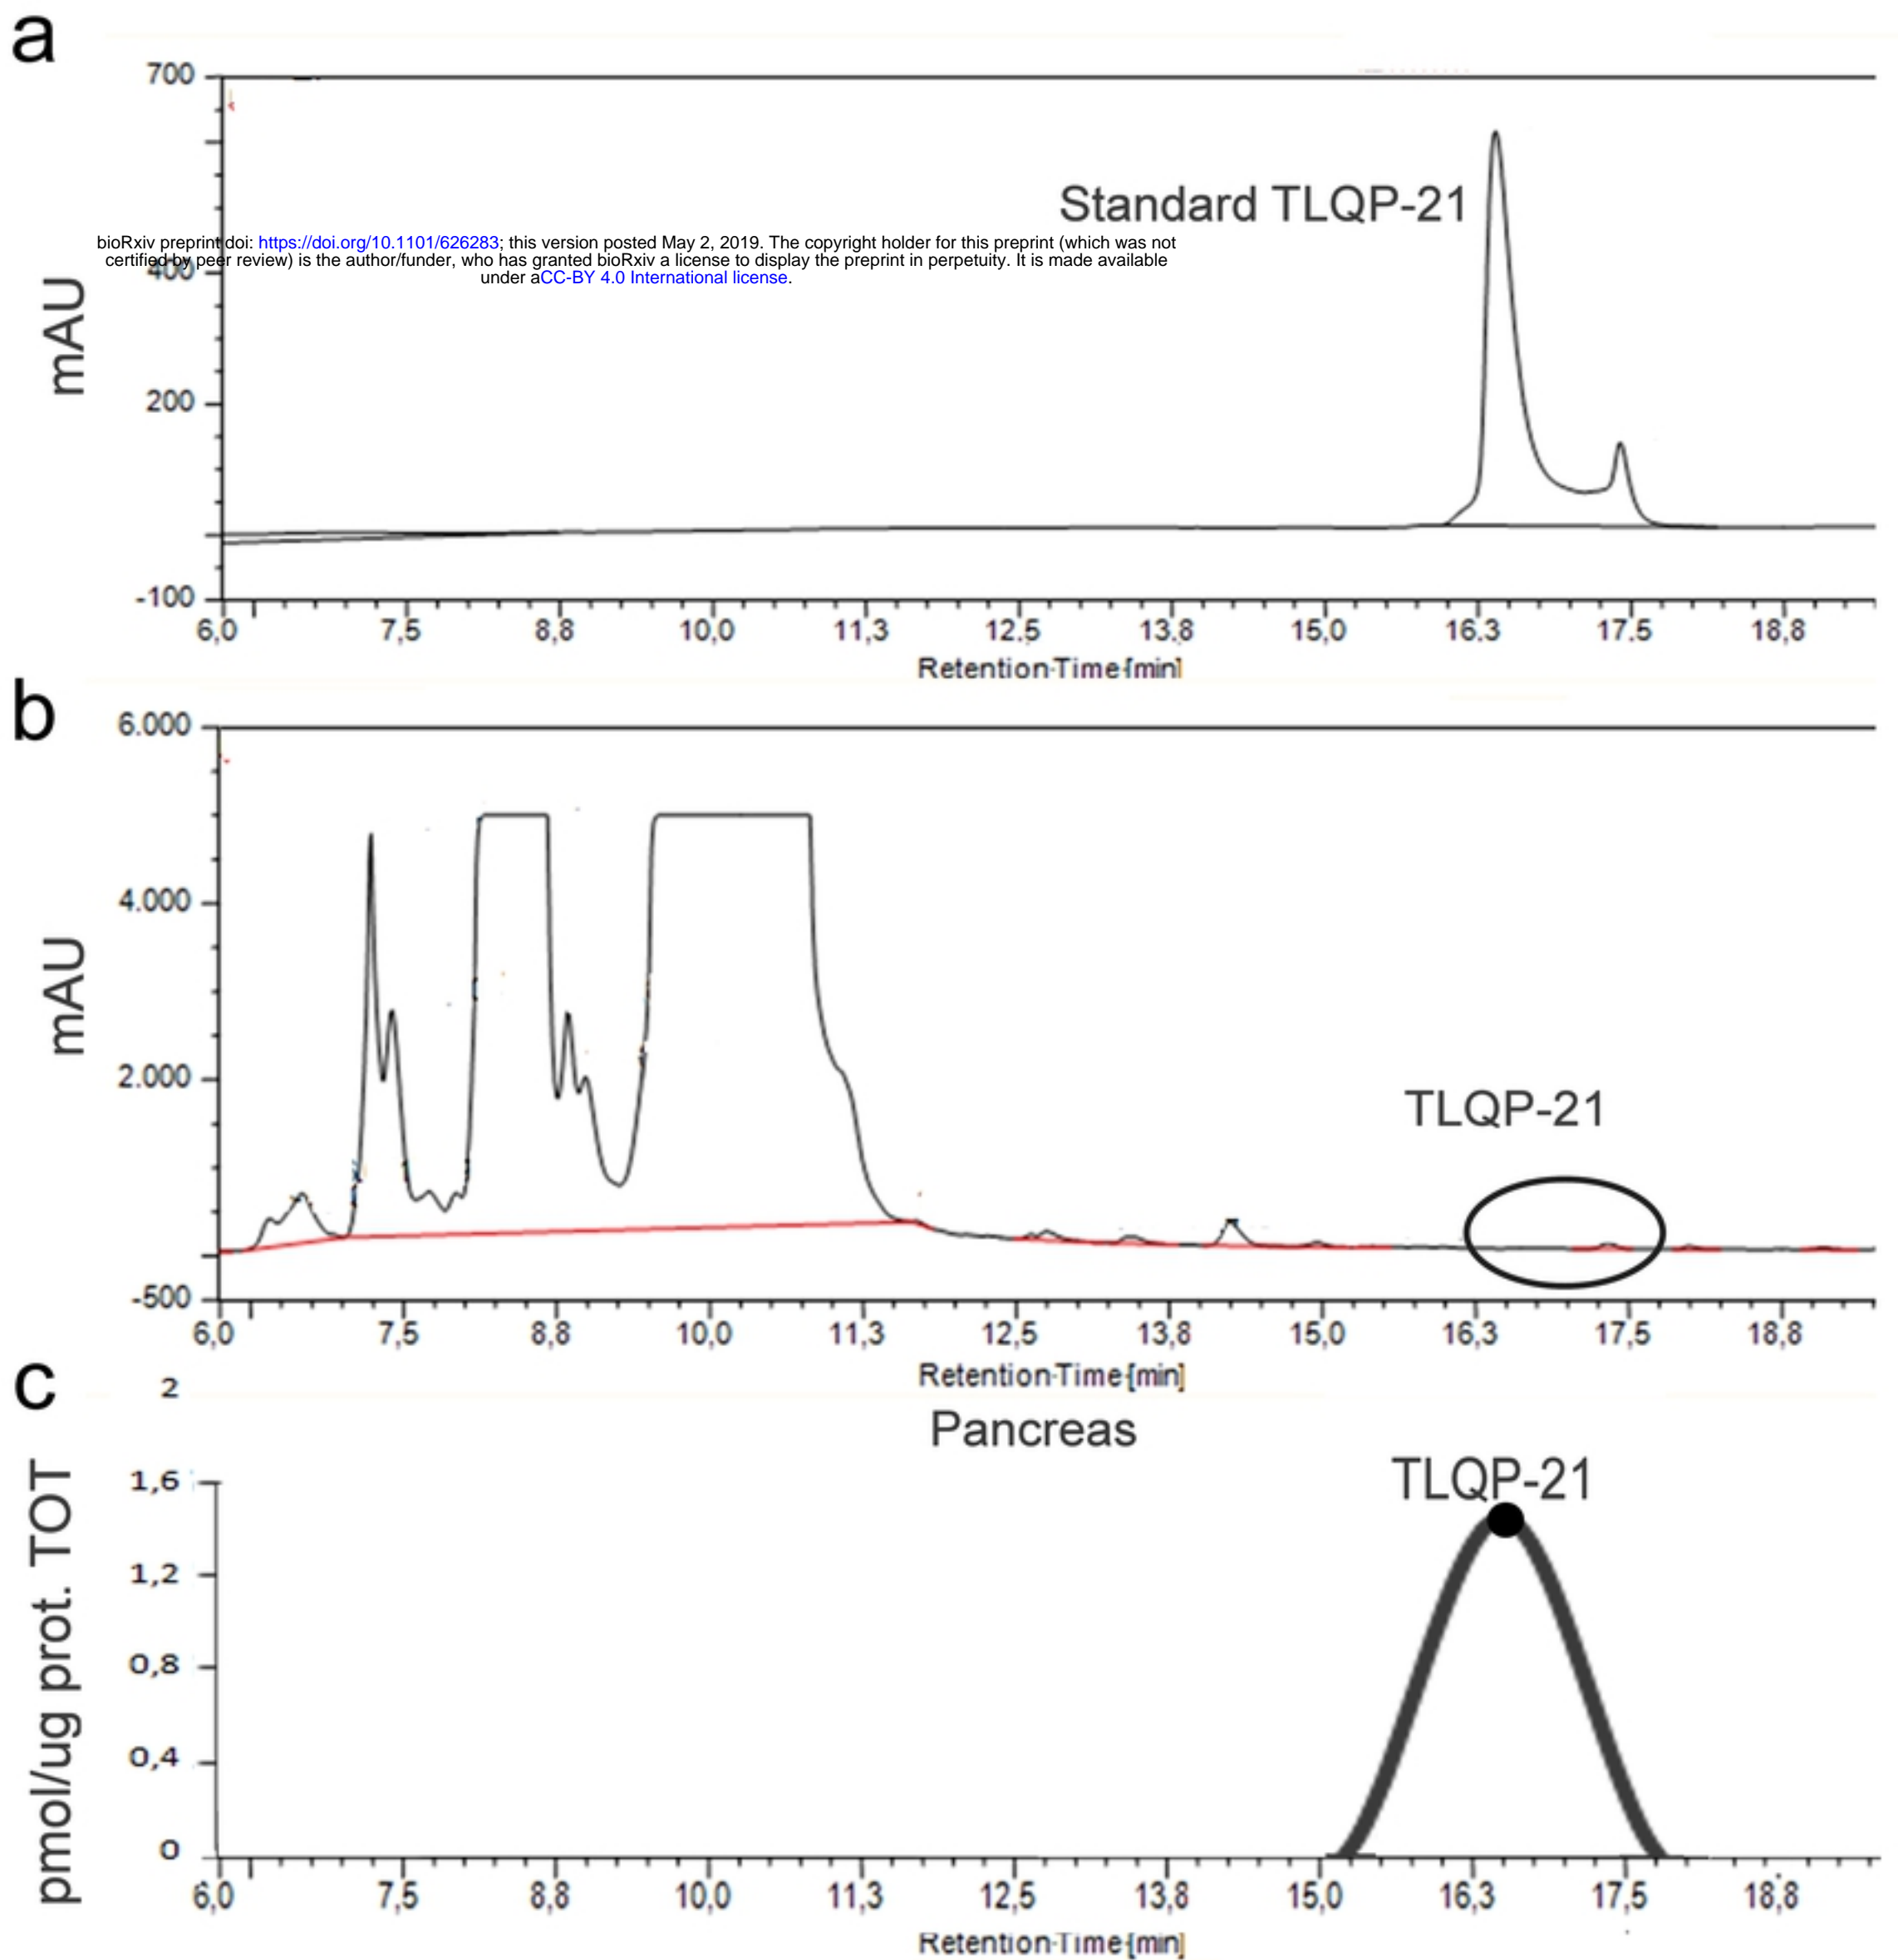 a
700
Standard TLQP-21
bioRxiv preprint doi: https://doi.org/10.1101/626283; this version posted May 2, 2019. The copyright holder for this preprint (which was not
certified by peer review) is the author/funder, who has granted bioRxiv a license to display the preprint in perpetuity. It is made available
under aCC-BY 4.0 International license.
400
mAU
200
-100
6,0 7,5 8,8 10,0 11,3 12.5 13.8 15,0 16.3 17.5 18,8
Retention Time [min]
b
6.000
4.000
mAU
2.000
TLQP-21
-500
6,0 7,5 8,8 10,0 11,3 12,5 13,8 15,0 16,3 17,5 18,8
Retention Time [min]
c
2
Pancreas
TLQP-21
1,6
pmol/ug prot. TOT
1,2
0,8
0,4
0
6,0 7,5 8,8 10,0 11,3 12,5 13,8 15,0 16,3 17,5 18,8
Retention Time [min]